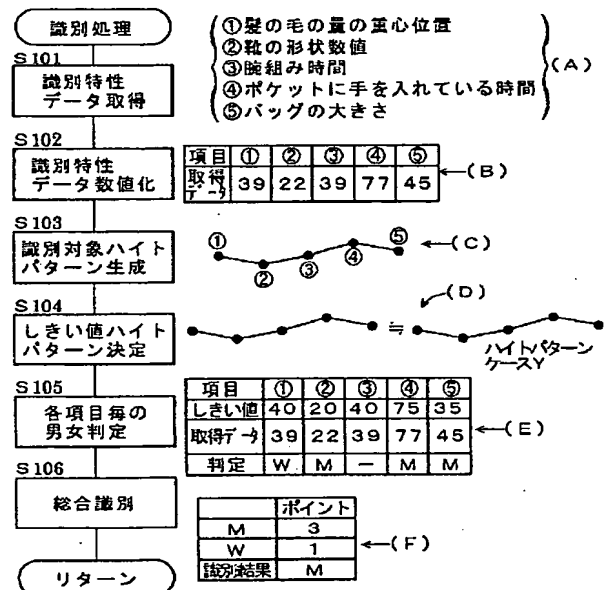 識別処理
S101
識別特性
データ取得
①髪の毛の量の重心位置
②靴の形状数値
③腕組み時間
④ポケットに手を入れている時間
⑤バッグの大きさ
(A)
S102
識別特性
データ数値化
項目 ① ② ③ ④ ⑤
取得データ 39 22 39 77 45
(B)
S103
識別対象ハイト
パターン生成
① ② ③ ④ ⑤
(C)
S104
しきい値ハイト
パターン決定
(D)
≒
ハイトパターン
ケースY
S105
各項目毎の
男女判定
項目 ① ② ③ ④ ⑤
しきい値 40 20 40 75 35
取得データ 39 22 39 77 45
判定 W M − M M
(E)
S106
総合識別
ポイント
M 3
W 1
識別結果 M
(F)
リターン